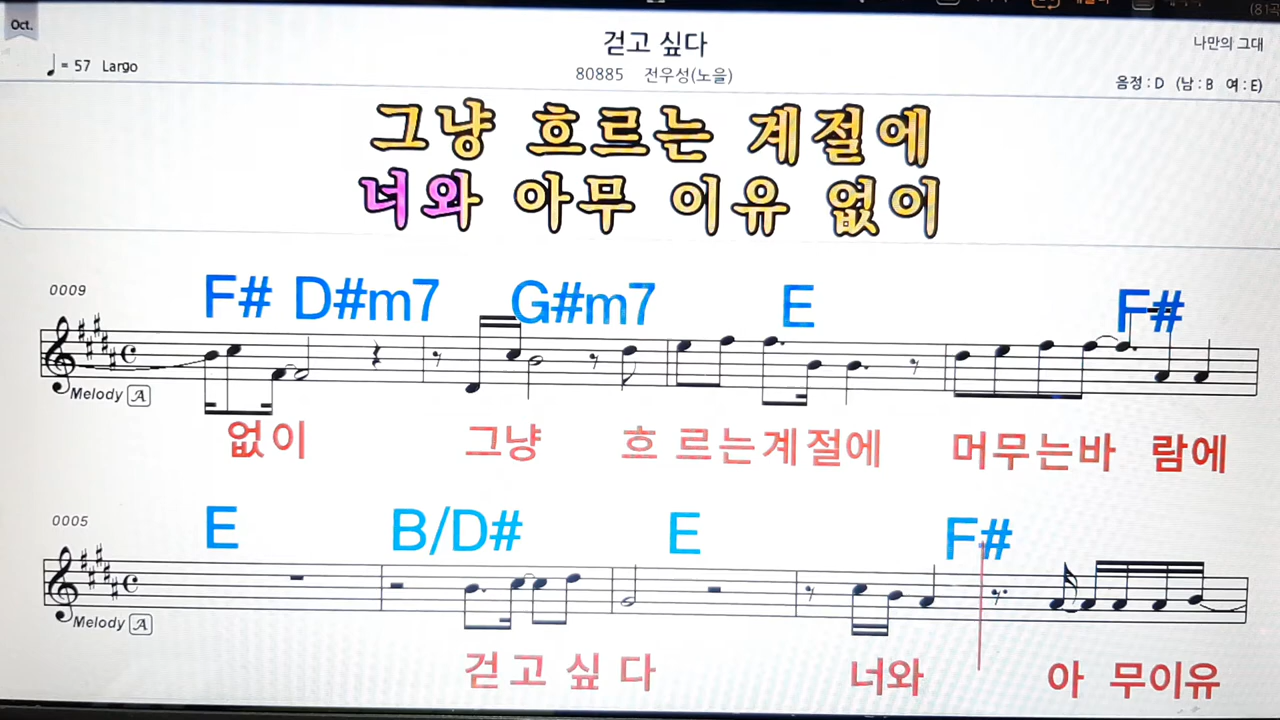 Oct.
걷고 싶다
나만의 그대
♩= 57 Largo
80885 전우성(노을)
음정 : D (남 : B 여 : E)
그냥 흐르는 계절에
너와 아무 이유 없이
0009
F# D#m7 G#m7 E F#
Melody A
없이 그냥 흐 르는계절에 머무는바 람에
0005
E B/D# E F#
Melody A
걷고 싶 다 너와 아 무이유